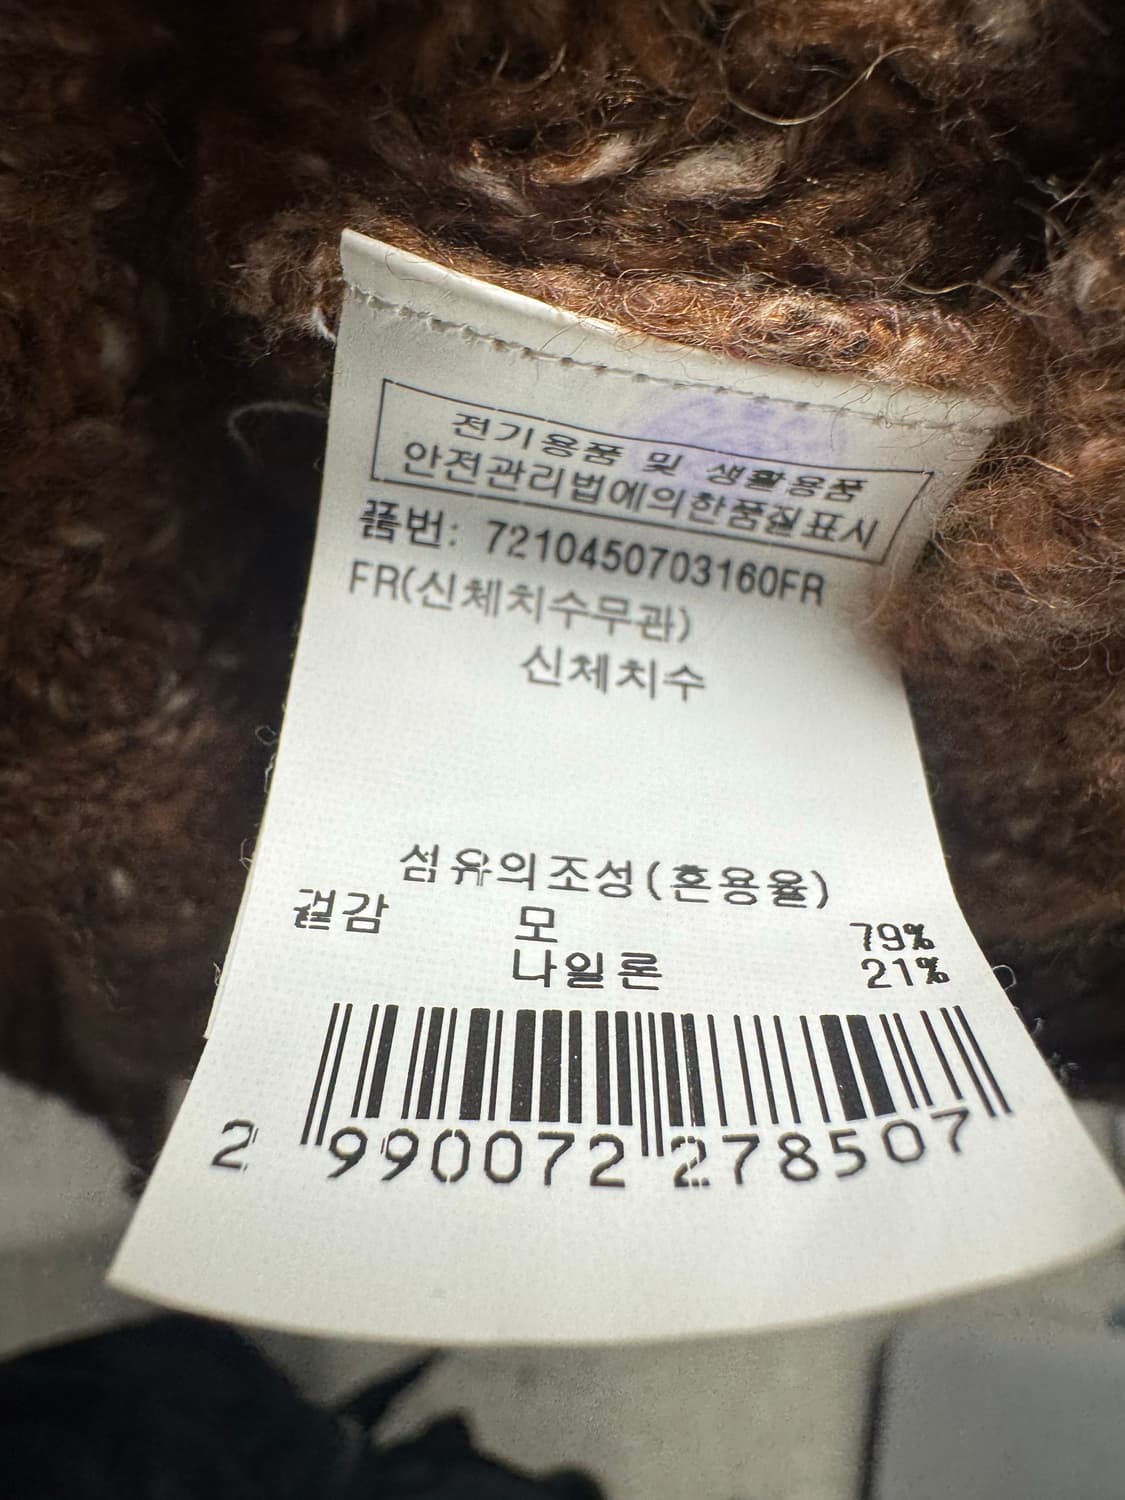 전기용품 및 생활용품
안전관리법에의한품질표시
품번: 7210450703160FR
FR(신체치수무관)
신체치수
섬유의조성(혼용율)
겉감 모 79%
나일론 21%
2 990072 278507